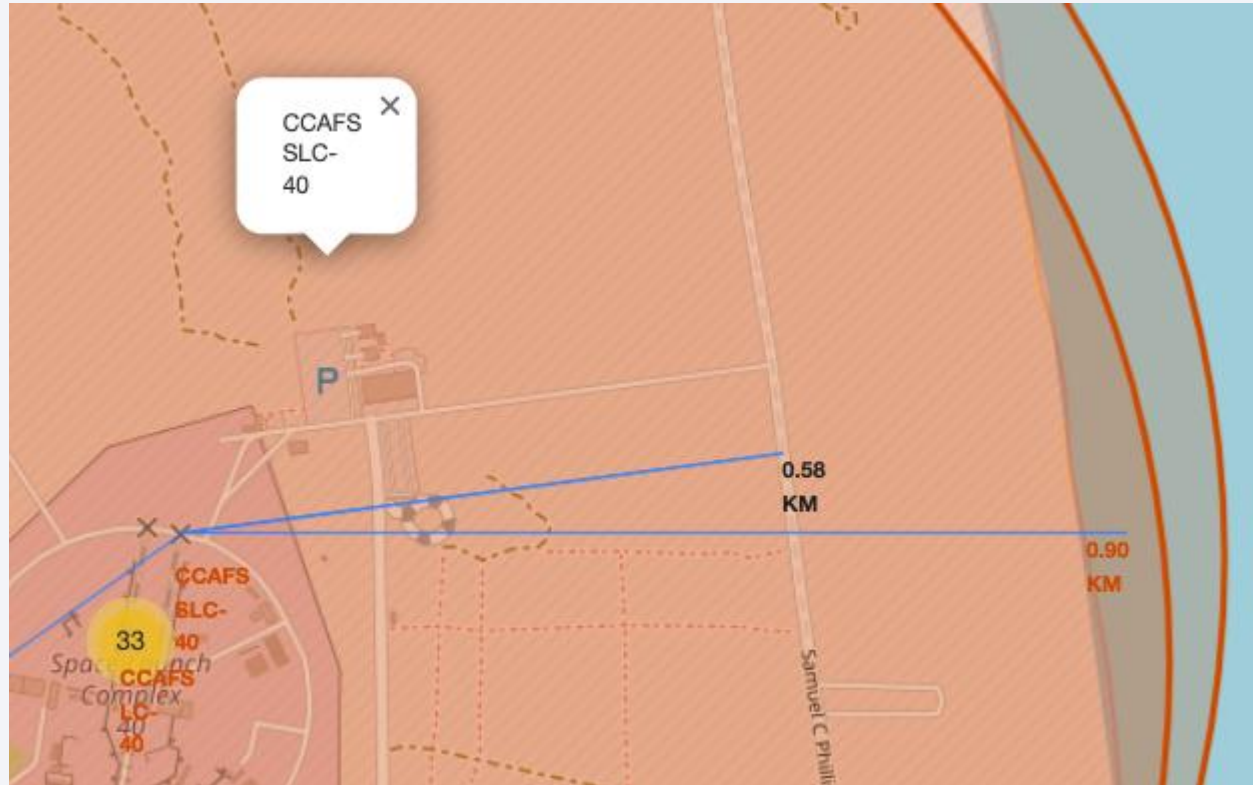 CCAFS
SLC-
40
P
0.58
KM
0.90
KM
CCAFS
SLC-
40
33
Space Launch
Complex
40
CCAFS
LC-
40
Samuel C Philli